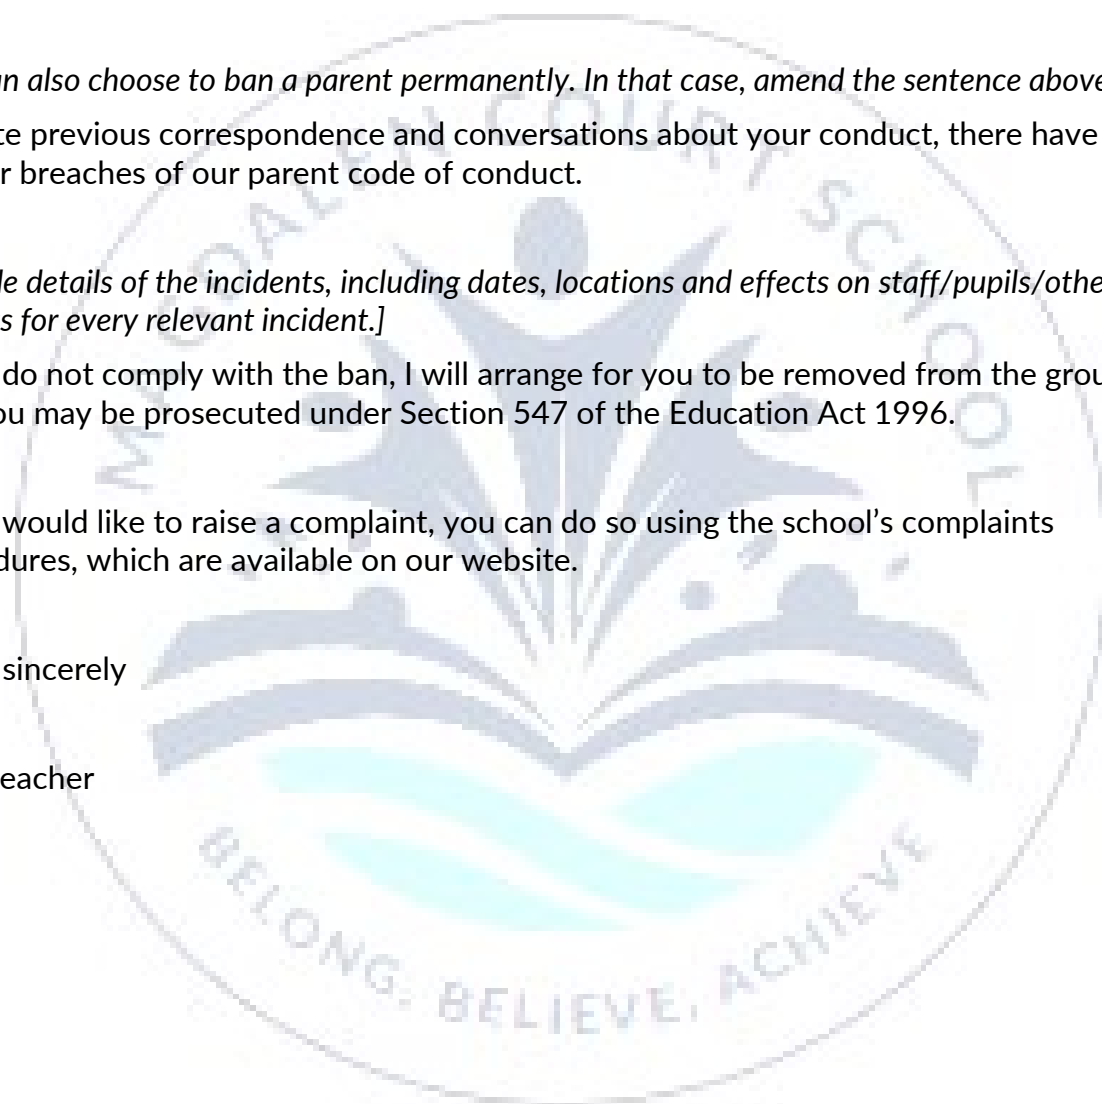 n also choose to ban a parent permanently. In that case, amend the sentence above
te previous correspondence and conversations about your conduct, there have
r breaches of our parent code of conduct.
le details of the incidents, including dates, locations and effects on staff/pupils/othe
s for every relevant incident.]
do not comply with the ban, I will arrange for you to be removed from the grou
ou may be prosecuted under Section 547 of the Education Act 1996.
would like to raise a complaint, you can do so using the school’s complaints
dures, which are available on our website.
sincerely
eacher
MAGDALEN COURT SCHOOL
BELONG, BELIEVE, ACHIEVE